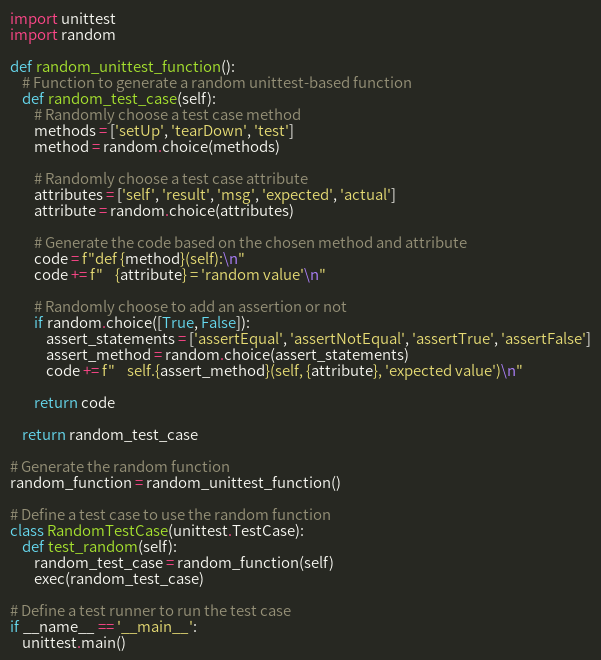 import unittest
import random

def random_unittest_function():
    # Function to generate a random unittest-based function
    def random_test_case(self):
        # Randomly choose a test case method
        methods = ['setUp', 'tearDown', 'test']
        method = random.choice(methods)

        # Randomly choose a test case attribute
        attributes = ['self', 'result', 'msg', 'expected', 'actual']
        attribute = random.choice(attributes)

        # Generate the code based on the chosen method and attribute
        code = f"def {method}(self):\n"
        code += f"    {attribute} = 'random value'\n"

        # Randomly choose to add an assertion or not
        if random.choice([True, False]):
            assert_statements = ['assertEqual', 'assertNotEqual', 'assertTrue', 'assertFalse']
            assert_method = random.choice(assert_statements)
            code += f"    self.{assert_method}(self, {attribute}, 'expected value')\n"

        return code

    return random_test_case

# Generate the random function
random_function = random_unittest_function()

# Define a test case to use the random function
class RandomTestCase(unittest.TestCase):
    def test_random(self):
        random_test_case = random_function(self)
        exec(random_test_case)

# Define a test runner to run the test case
if __name__ == '__main__':
    unittest.main()